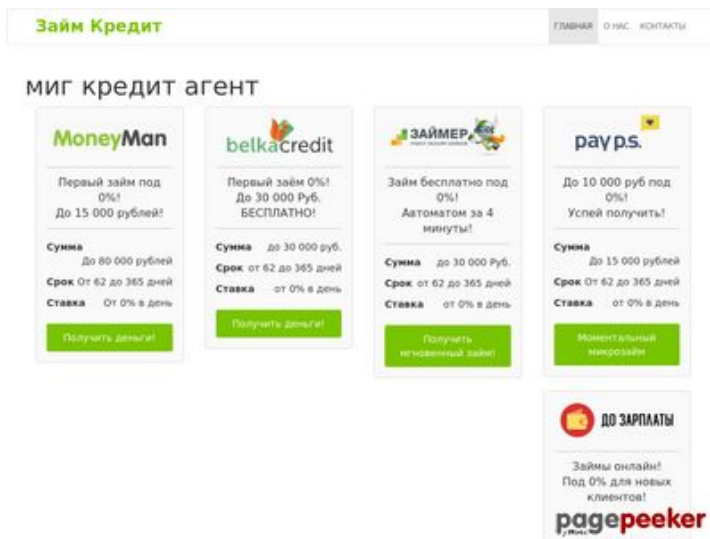 Займ Кредит
ГЛАВНАЯ О НАС. КОНТАКТЫ
миг кредит агент
MoneyMan
Первый займ под
0%!
До 15 000 рублей!
Сумма
До 80 000 рублей
Срок От 62 до 365 дней
Ставка От 0% в день
Получить деньги!
belkacredit
Первый заём 0%!
До 30 000 Руб.
БЕСПЛАТНО!
Сумма до 30 000 руб.
Срок от 62 до 365 дней
Ставка от 0% в день
Получить деньги!
ЗАЙМЕР
Займ бесплатно под
0%!
Автоматом за 4
минуты!
Сумма до 30 000 Руб.
Срок от 62 до 365 дней
Ставка от 0% в день
Получить
мгновенный займ!
pay p.s.
До 10 000 руб под
0%!
Успей получить!
Сумма
До 15 000 рублей
Срок От 62 до 365 дней
Ставка от 0% в день
Моментальный
микрозайм
ДО ЗАРПЛАТЫ
Займы онлайн!
Под 0% для новых
клиентов!
pagepeeker